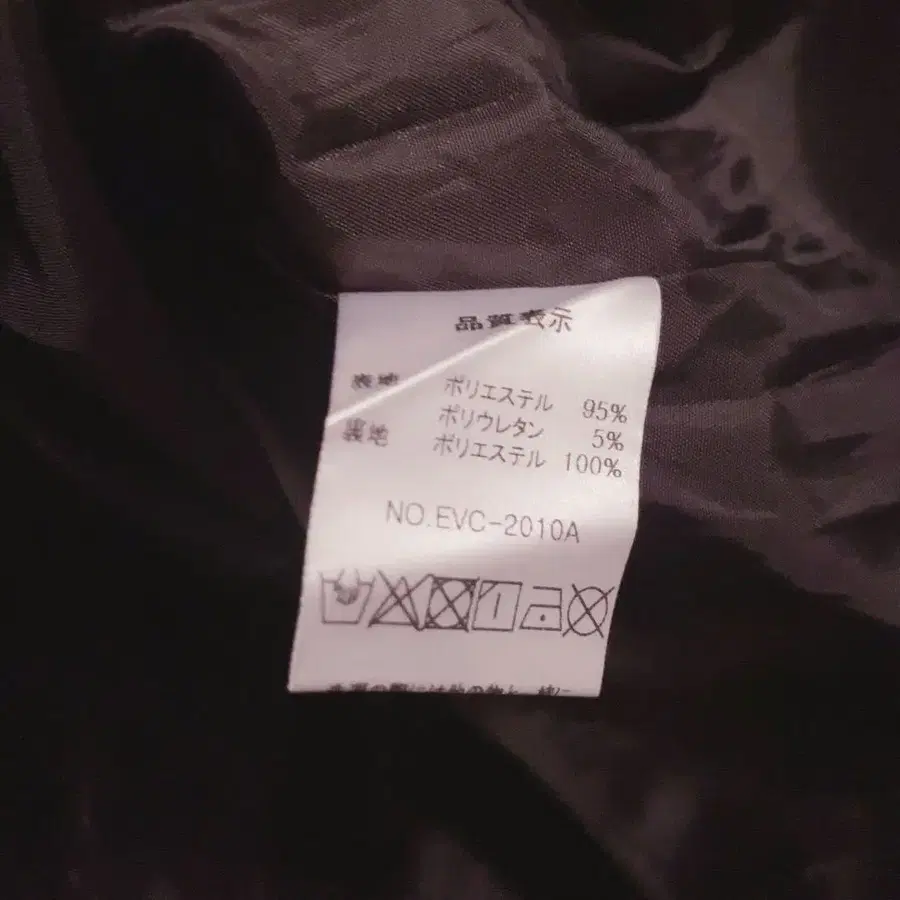 品質表示
表地 ポリエステル 95%
ポリウレタン 5%
裏地 ポリエステル 100%
NO.EVC-2010A